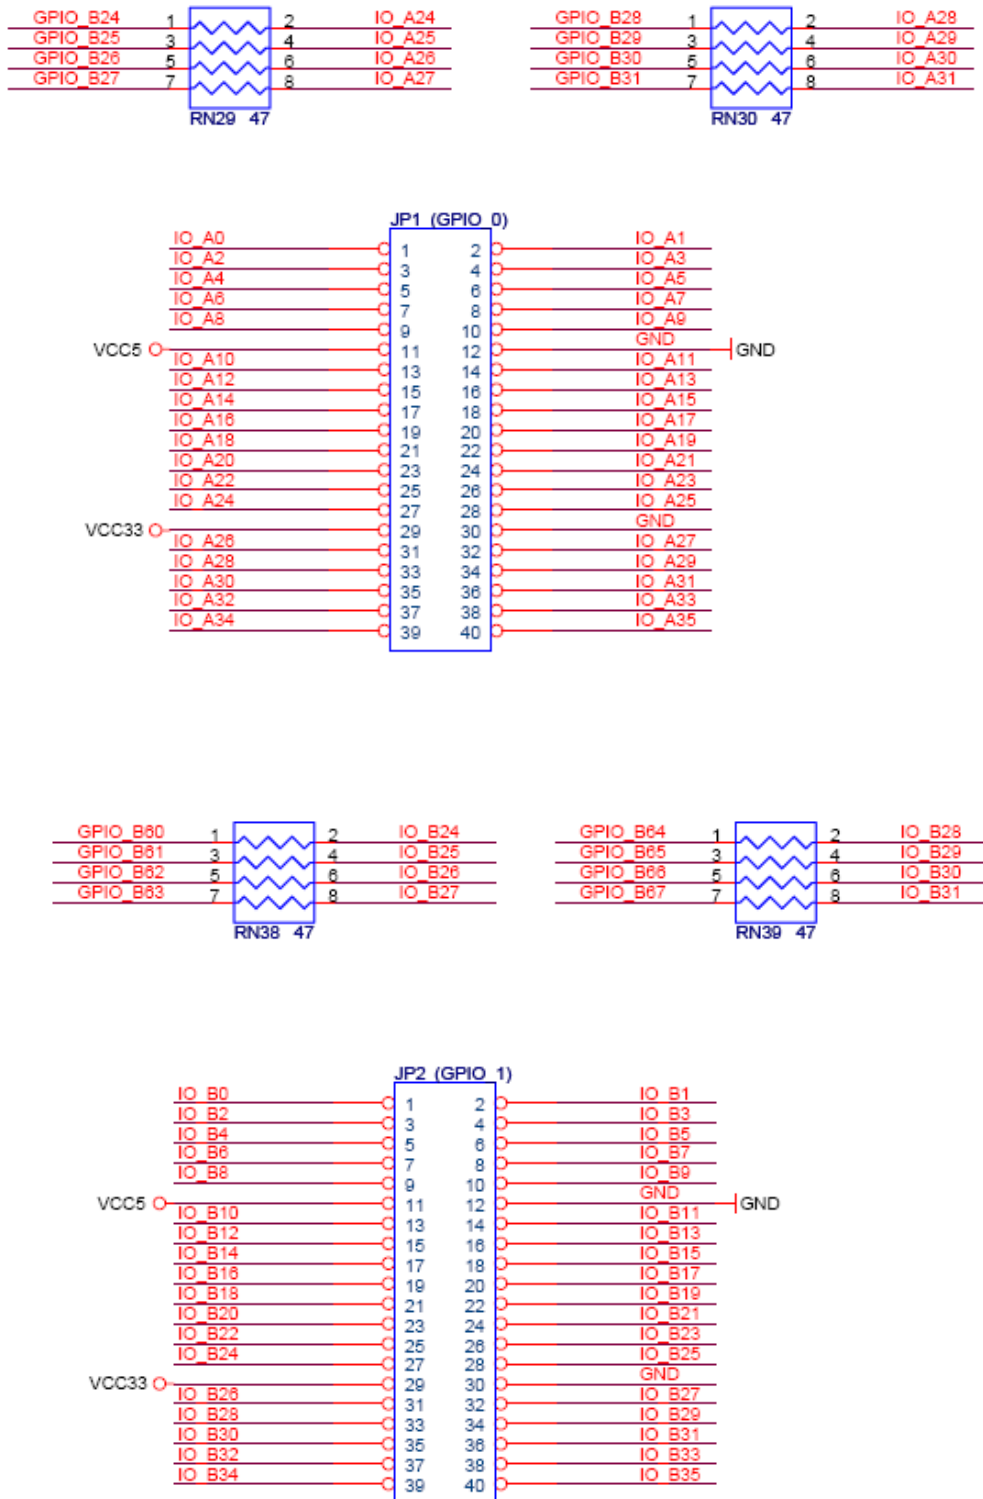 GPIO_B24 1 2 IO_A24 GPIO_B28 1 2 IO_A28
GPIO_B25 3 4 IO_A25 GPIO_B29 3 4 IO_A29
GPIO_B26 5 6 IO_A26 GPIO_B30 5 6 IO_A30
GPIO_B27 7 8 IO_A27 GPIO_B31 7 8 IO_A31
RN29 47 RN30 47
JP1 (GPIO_0)
IO_A0 1 2 IO_A1
IO_A2 3 4 IO_A3
IO_A4 5 6 IO_A5
IO_A6 7 8 IO_A7
IO_A8 9 10 IO_A9
VCC5 11 12 GND GND
IO_A10 13 14 IO_A11
IO_A12 15 16 IO_A13
IO_A14 17 18 IO_A15
IO_A16 19 20 IO_A17
IO_A18 21 22 IO_A19
IO_A20 23 24 IO_A21
IO_A22 25 26 IO_A23
IO_A24 27 28 IO_A25
VCC33 29 30 GND
IO_A26 31 32 IO_A27
IO_A28 33 34 IO_A29
IO_A30 35 36 IO_A31
IO_A32 37 38 IO_A33
IO_A34 39 40 IO_A35
GPIO_B60 1 2 IO_B24 GPIO_B64 1 2 IO_B28
GPIO_B61 3 4 IO_B25 GPIO_B65 3 4 IO_B29
GPIO_B62 5 6 IO_B26 GPIO_B66 5 6 IO_B30
GPIO_B63 7 8 IO_B27 GPIO_B67 7 8 IO_B31
RN38 47 RN39 47
JP2 (GPIO_1)
IO_B0 1 2 IO_B1
IO_B2 3 4 IO_B3
IO_B4 5 6 IO_B5
IO_B6 7 8 IO_B7
IO_B8 9 10 IO_B9
VCC5 11 12 GND GND
IO_B10 13 14 IO_B11
IO_B12 15 16 IO_B13
IO_B14 17 18 IO_B15
IO_B16 19 20 IO_B17
IO_B18 21 22 IO_B19
IO_B20 23 24 IO_B21
IO_B22 25 26 IO_B23
IO_B24 27 28 IO_B25
VCC33 29 30 GND
IO_B26 31 32 IO_B27
IO_B28 33 34 IO_B29
IO_B30 35 36 IO_B31
IO_B32 37 38 IO_B33
IO_B34 39 40 IO_B35